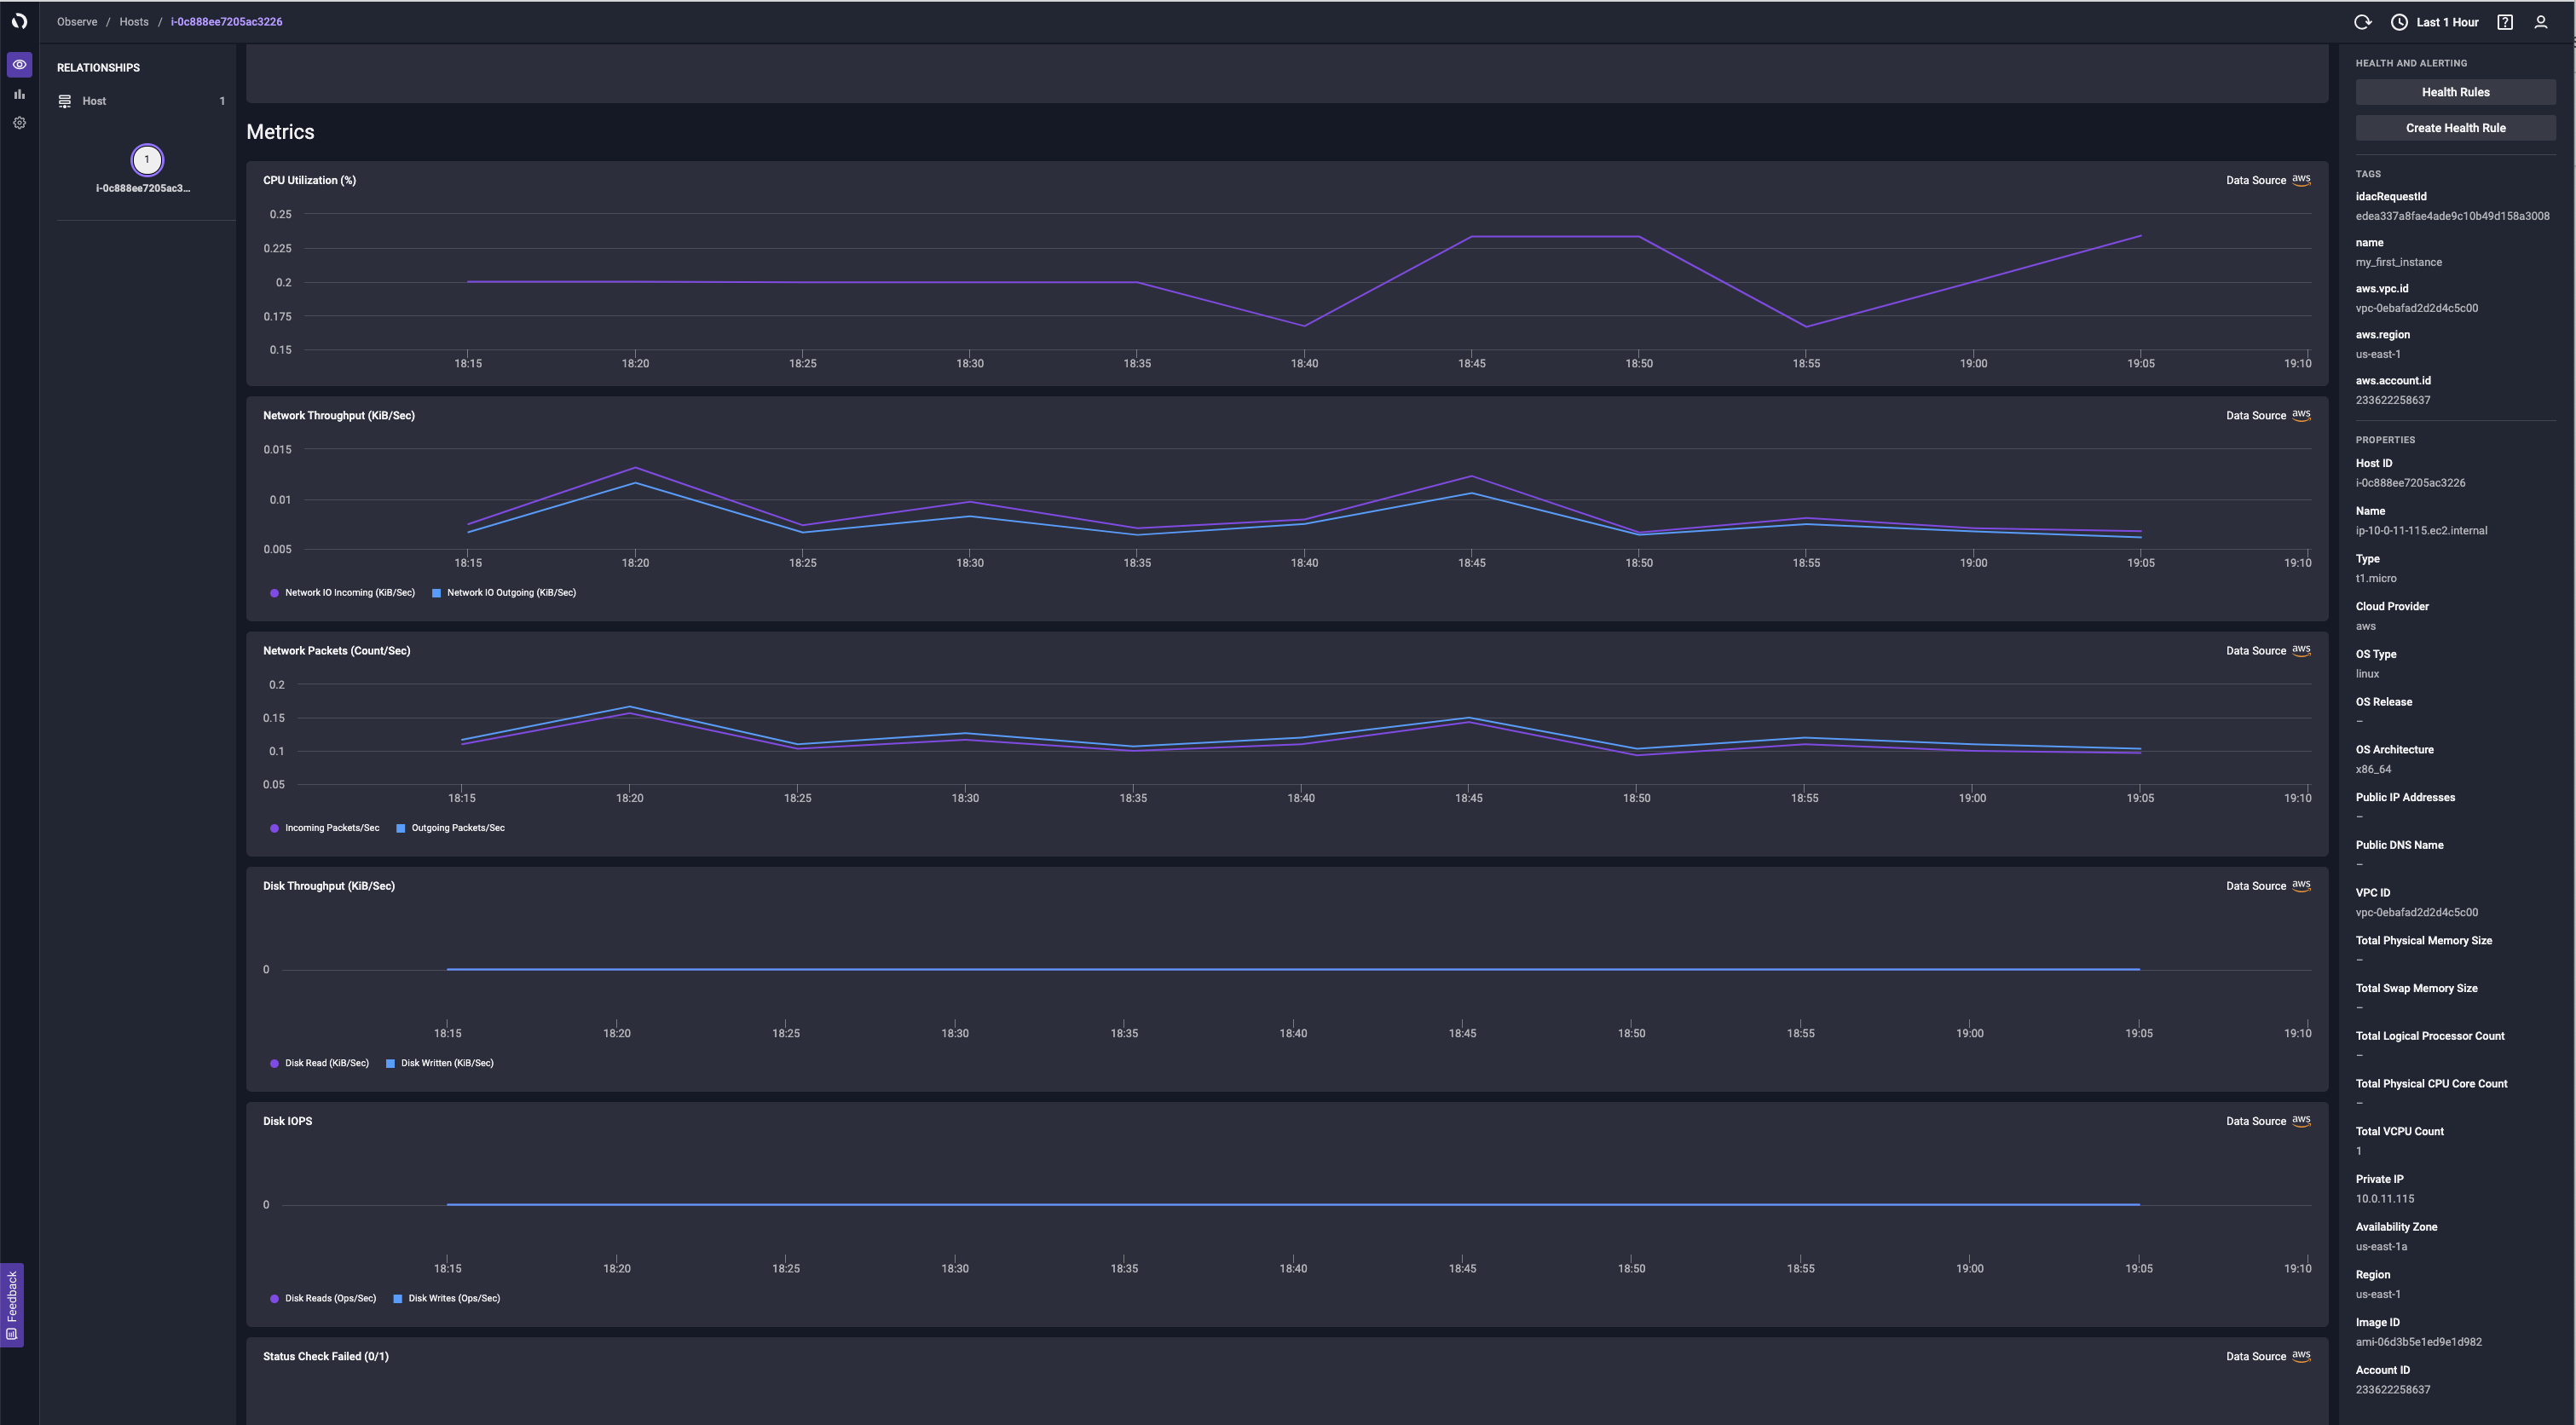 Observe / Hosts / i-0c888ee7205ac3226
Last 1 Hour
RELATIONSHIPS
Host 1
1
i-0c888ee7205ac3...
Feedback
Metrics
CPU Utilization (%)
Data Source aws
0.25
0.225
0.2
0.175
0.15
18:15 18:20 18:25 18:30 18:35 18:40 18:45 18:50 18:55 19:00 19:05 19:10
Network Throughput (KiB/Sec)
Data Source aws
0.015
0.01
0.005
18:15 18:20 18:25 18:30 18:35 18:40 18:45 18:50 18:55 19:00 19:05 19:10
Network IO Incoming (KiB/Sec) Network IO Outgoing (KiB/Sec)
Network Packets (Count/Sec)
Data Source aws
0.2
0.15
0.1
0.05
18:15 18:20 18:25 18:30 18:35 18:40 18:45 18:50 18:55 19:00 19:05 19:10
Incoming Packets/Sec Outgoing Packets/Sec
Disk Throughput (KiB/Sec)
Data Source aws
0
18:15 18:20 18:25 18:30 18:35 18:40 18:45 18:50 18:55 19:00 19:05 19:10
Disk Read (KiB/Sec) Disk Written (KiB/Sec)
Disk IOPS
Data Source aws
0
18:15 18:20 18:25 18:30 18:35 18:40 18:45 18:50 18:55 19:00 19:05 19:10
Disk Reads (Ops/Sec) Disk Writes (Ops/Sec)
Status Check Failed (0/1)
Data Source aws
HEALTH AND ALERTING
Health Rules
Create Health Rule
TAGS
idacRequestId
edea337a8fae4ade9c10b49d158a3008
name
my_first_instance
aws.vpc.id
vpc-0ebafad2d2d4c5c00
aws.region
us-east-1
aws.account.id
233622258637
PROPERTIES
Host ID
i-0c888ee7205ac3226
Name
ip-10-0-11-115.ec2.internal
Type
t1.micro
Cloud Provider
aws
OS Type
linux
OS Release
–
OS Architecture
x86_64
Public IP Addresses
–
Public DNS Name
–
VPC ID
vpc-0ebafad2d2d4c5c00
Total Physical Memory Size
–
Total Swap Memory Size
–
Total Logical Processor Count
–
Total Physical CPU Core Count
–
Total VCPU Count
1
Private IP
10.0.11.115
Availability Zone
us-east-1a
Region
us-east-1
Image ID
ami-06d3b5e1ed9e1d982
Account ID
233622258637